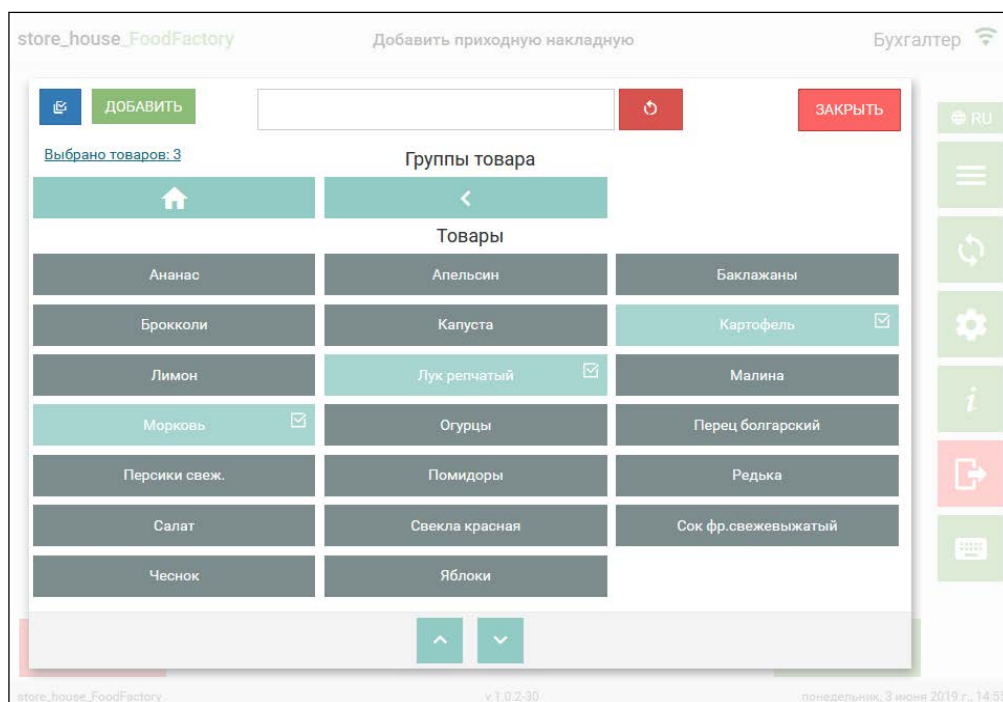 store_house_FoodFactory Добавить приходную накладную Бухгалтер
ДОБАВИТЬ ЗАКРЫТЬ
RU
Выбрано товаров: 3
Группы товара
Товары
Ананас Апельсин Баклажаны
Брокколи Капуста Картофель
Лимон Лук репчатый Малина
Морковь Огурцы Перец болгарский
Персики свеж. Помидоры Редька
Салат Свекла красная Сок фр.свежевыжатый
Чеснок Яблоки
store_house_FoodFactory v.1.0.2-30 понедельник, 3 июня 2019 г., 14:55